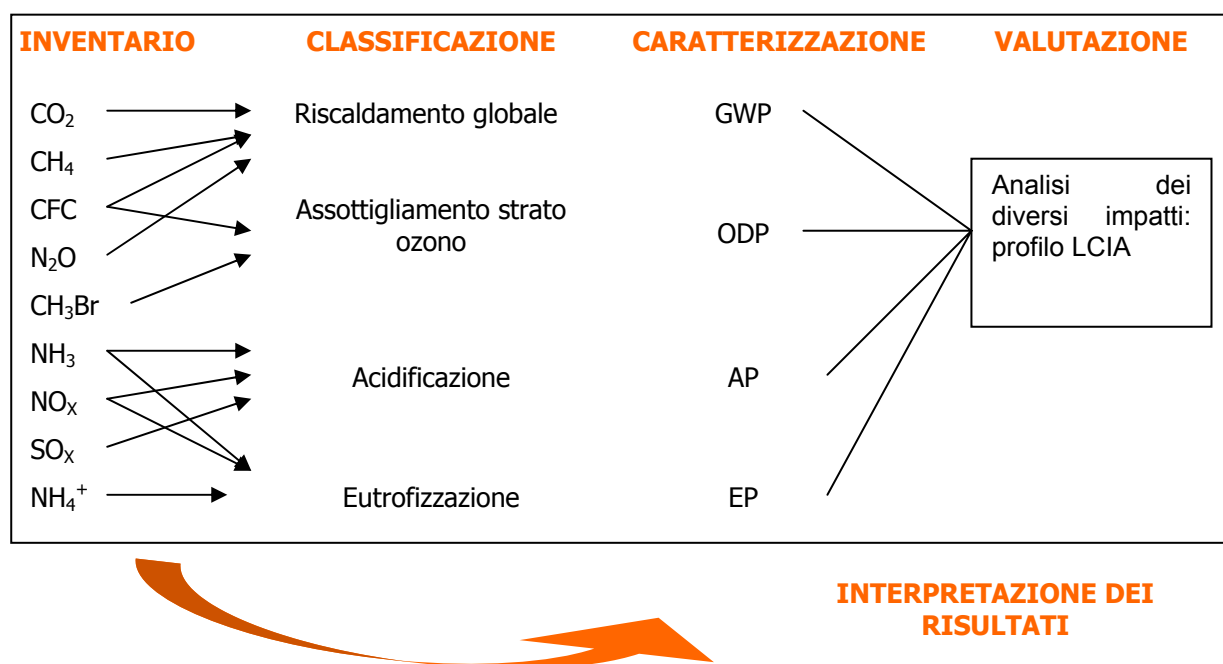 INVENTARIO
CLASSIFICAZIONE
CARATTERIZZAZIONE
VALUTAZIONE
CO₂
CH₄
CFC
N₂O
CH₃Br
NH₃
NOₓ
SOₓ
NH₄⁺
Riscaldamento globale
Assottigliamento strato
ozono
Acidificazione
Eutrofizzazione
GWP
ODP
AP
EP
Analisi dei
diversi impatti:
profilo LCIA
INTERPRETAZIONE DEI
RISULTATI